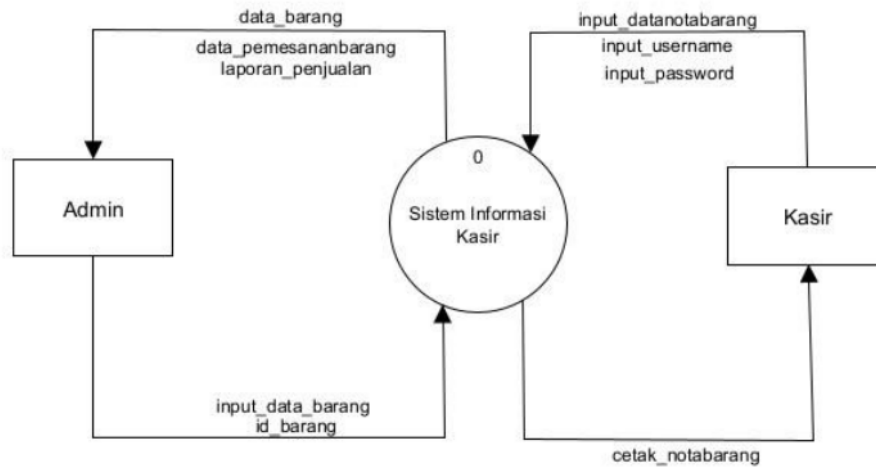 data_barang
data_pemesananbarang
laporan_penjualan
input_datanotabarang
input_username
input_password
0
Admin
Sistem Informasi
Kasir
Kasir
input_data_barang
id_barang
cetak_notabarang